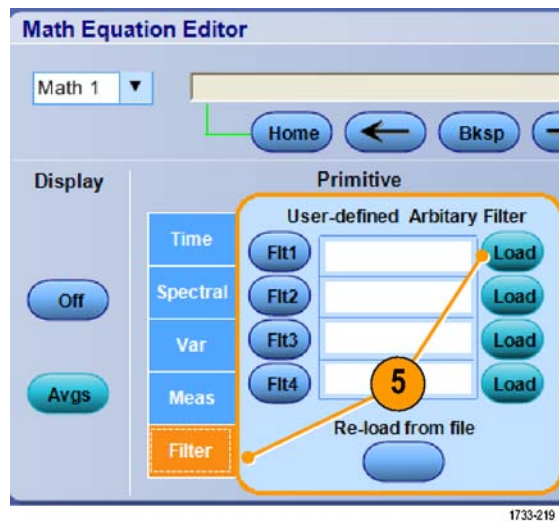 Math Equation Editor
Math 1
Home
Bksp
Display
Primitive
User-defined Arbitary Filter
Time
Flt1
Load
Off
Spectral
Flt2
Load
Var
Flt3
Load
Avgs
Meas
Flt4
5
Load
Filter
Re-load from file
1733-219